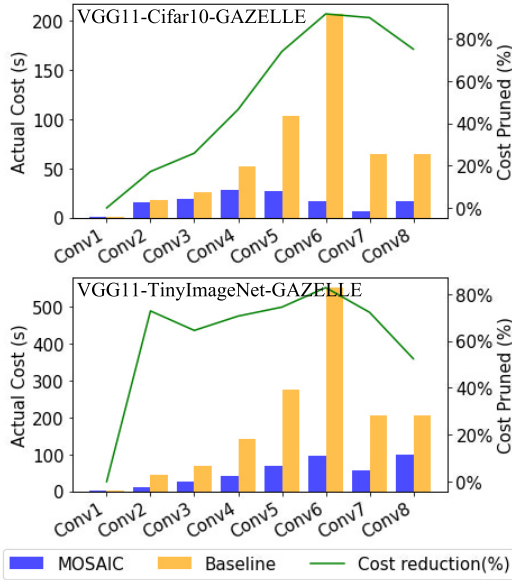 VGG11-Cifar10-GAZELLE
Actual Cost (s)
200
150
100
50
0
80%
60%
40%
20%
0%
Cost Pruned (%)
Conv1 Conv2 Conv3 Conv4 Conv5 Conv6 Conv7 Conv8
VGG11-TinyImageNet-GAZELLE
Actual Cost (s)
500
400
300
200
100
0
80%
60%
40%
20%
0%
Cost Pruned (%)
Conv1 Conv2 Conv3 Conv4 Conv5 Conv6 Conv7 Conv8
MOSAIC Baseline Cost reduction(%)